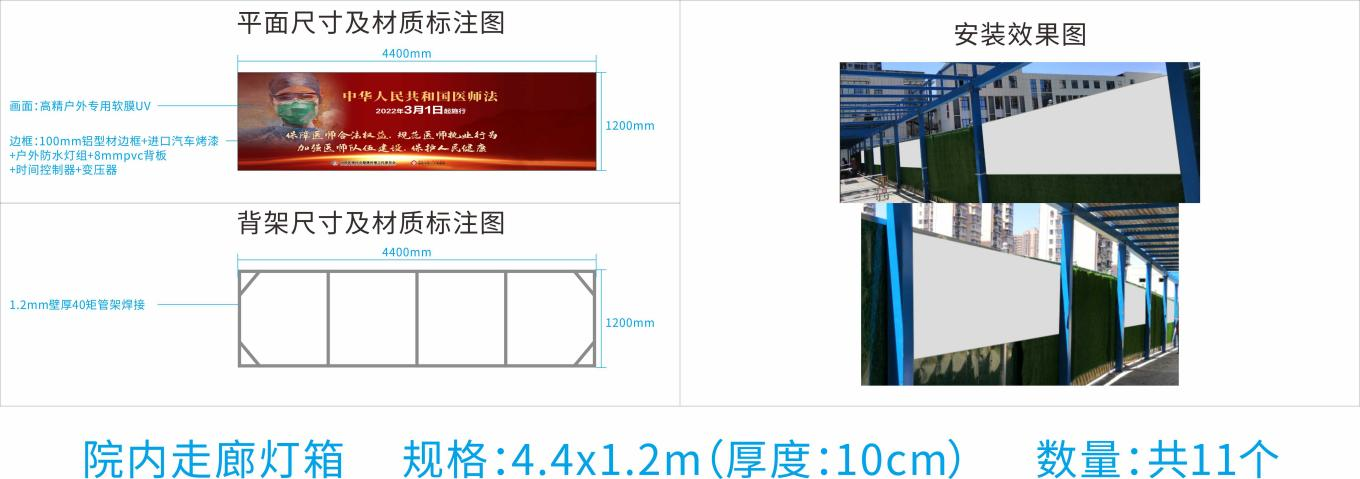 平面尺寸及材质标注图
4400mm
画面：高精户外专用软膜UV
边框：100mm铝型材边框+进口汽车烤漆
+户外防水灯组+8mmpvc背板
+时间控制器+变压器
中华人民共和国医师法
2022年3月1日起施行
保障医师合法权益、规范医师执业行为
加强医师队伍建设、保护人民健康
1200mm
背架尺寸及材质标注图
4400mm
1.2mm壁厚40矩管架焊接
1200mm
安装效果图
院内走廊灯箱 规格：4.4x1.2m（厚度：10cm） 数量：共11个